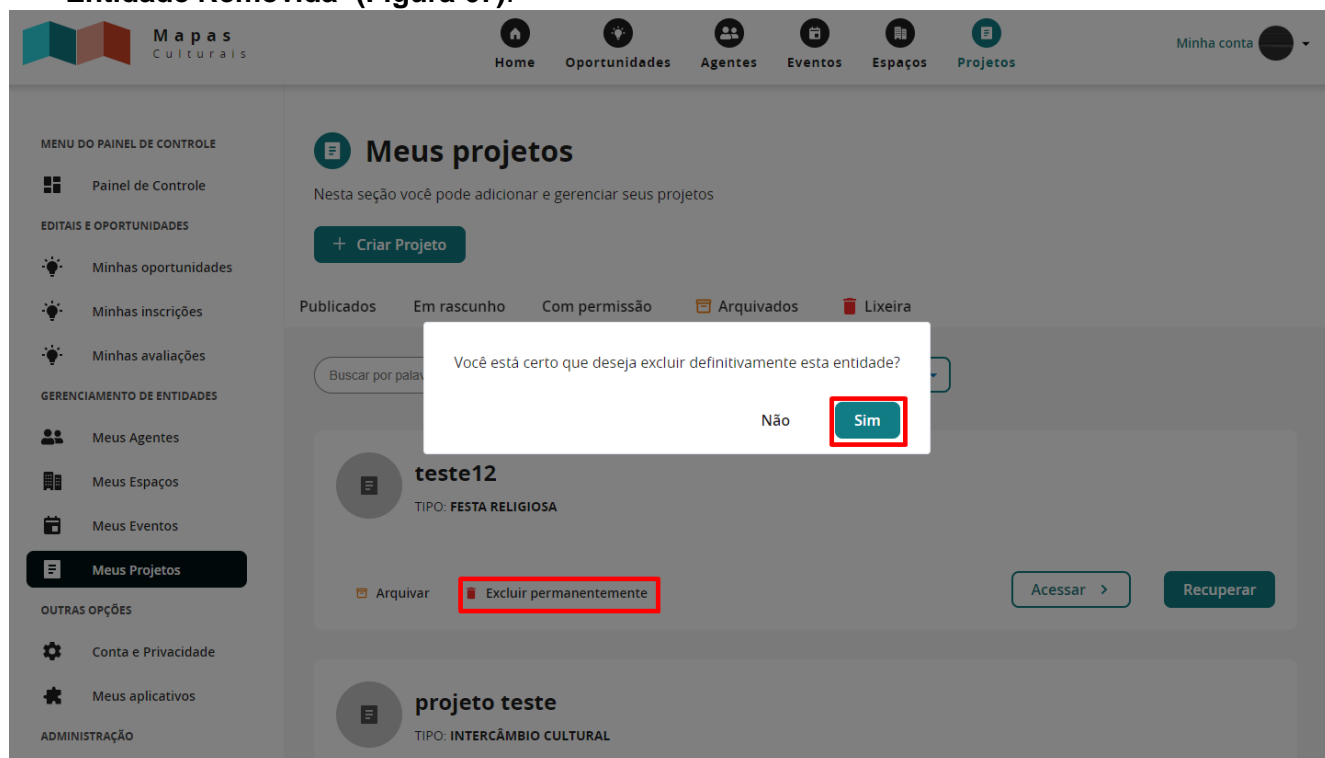 Entidade Removida" (Figura 07).
Mapas
Culturais
Home Oportunidades Agentes Eventos Espaços Projetos
Minha conta
MENU DO PAINEL DE CONTROLE
Painel de Controle
EDITAIS E OPORTUNIDADES
Minhas oportunidades
Minhas inscrições
Minhas avaliações
GERENCIAMENTO DE ENTIDADES
Meus Agentes
Meus Espaços
Meus Eventos
Meus Projetos
OUTRAS OPÇÕES
Conta e Privacidade
Meus aplicativos
ADMINISTRAÇÃO
Meus projetos
Nesta seção você pode adicionar e gerenciar seus projetos
+ Criar Projeto
Publicados Em rascunho Com permissão Arquivados Lixeira
Buscar por
Você está certo que deseja excluir definitivamente esta entidade?
Não Sim
teste12
TIPO: FESTA RELIGIOSA
Arquivar Excluir permanentemente Acessar > Recuperar
projeto teste
TIPO: INTERCÂMBIO CULTURAL